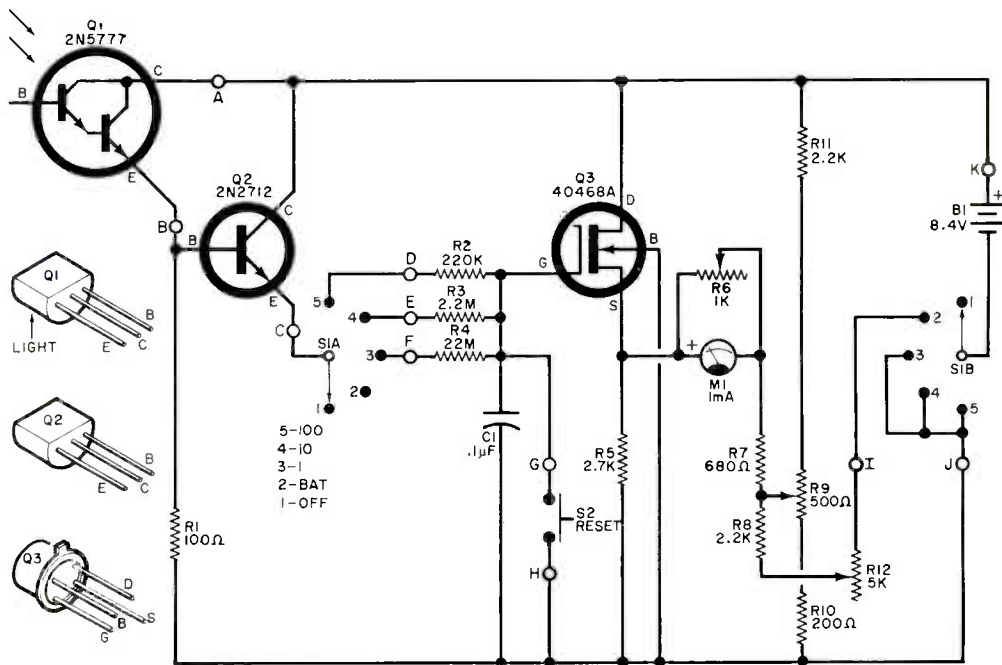 Q1
2N5777
B
C
E
A
B
Q2
2N2712
B
C
E
C
S1A
5
4
3
2
1
5-100
4-10
3-1
2-BAT
1-OFF
D
R2
220K
E
R3
2.2M
F
R4
22M
C1
.1µF
G
S2
RESET
H
Q3
40468A
D
G
B
S
R6
1K
+
M1
1mA
R5
2.7K
R7
680Ω
R8
2.2K
R11
2.2K
R9
500Ω
R10
200Ω
R12
5K
I
J
K
+
B1
8.4V
1
2
3
4
5
S1B
R1
100Ω
Q1
LIGHT
B
C
E
Q2
B
C
E
Q3
D
S
B
G